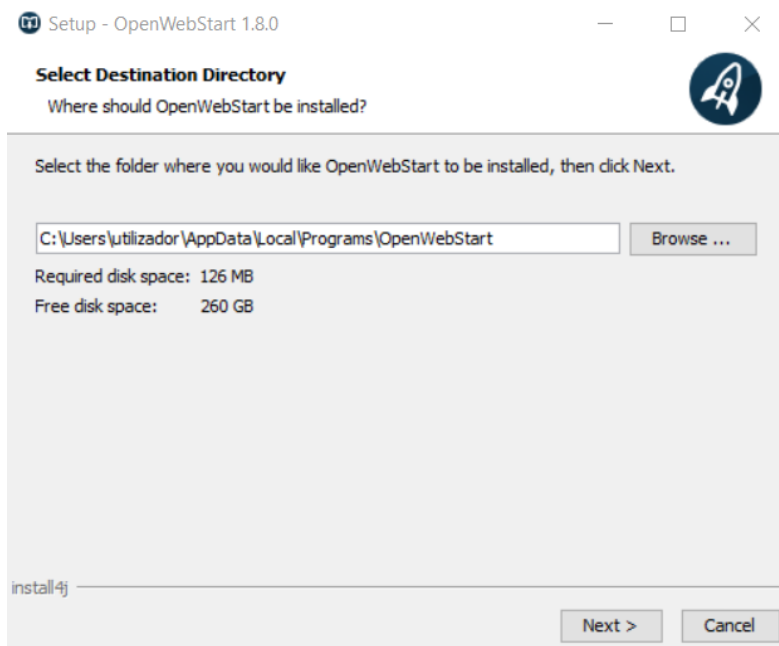 Setup - OpenWebStart 1.8.0
Select Destination Directory
Where should OpenWebStart be installed?
Select the folder where you would like OpenWebStart to be installed, then click Next.
C:\Users\utilizador\AppData\Local\Programs\OpenWebStart
Browse ...
Required disk space: 126 MB
Free disk space: 260 GB
install4j
Next >
Cancel